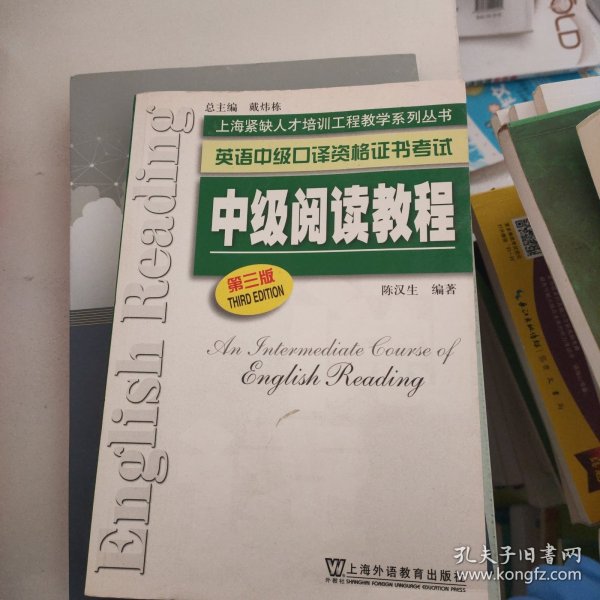 总主编 戴炜栋
上海紧缺人才培训工程教学系列丛书
英语中级口译资格证书考试
中级阅读教程
第三版
THIRD EDITION
陈汉生 编著
An Intermediate Course of
English Reading
English Reading
W
外教社
上海外语教育出版社
SHANGHAI FOREIGN LANGUAGE EDUCATION PRESS
OLD
孔夫子旧书网
www.kongfz.com